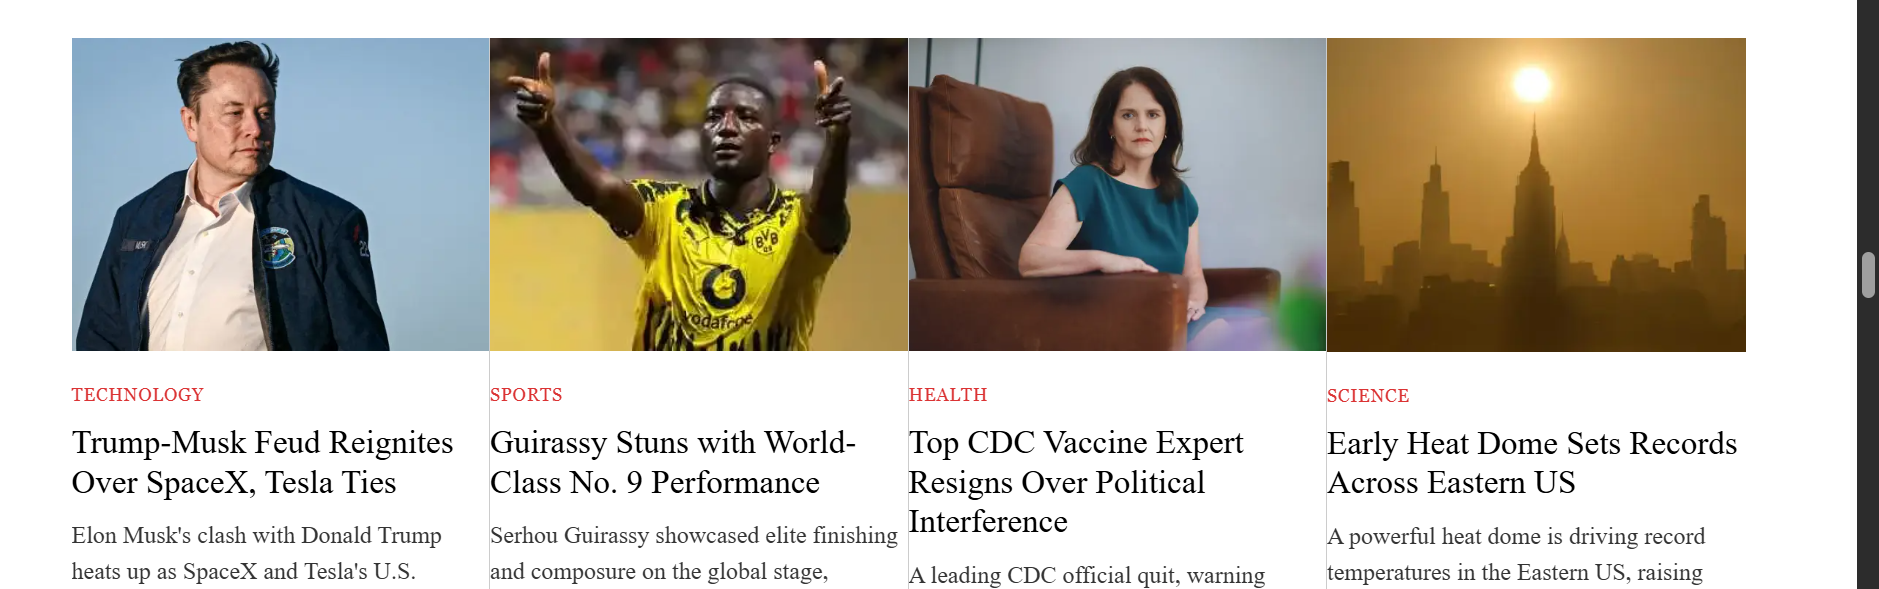 TECHNOLOGY
Trump-Musk Feud Reignites
Over SpaceX, Tesla Ties
Elon Musk's clash with Donald Trump
heats up as SpaceX and Tesla's U.S.
SPORTS
Guirassy Stuns with World-
Class No. 9 Performance
Serhou Guirassy showcased elite finishing
and composure on the global stage,
BVB
09
vodafone
HEALTH
Top CDC Vaccine Expert
Resigns Over Political
Interference
A leading CDC official quit, warning
SCIENCE
Early Heat Dome Sets Records
Across Eastern US
A powerful heat dome is driving record
temperatures in the Eastern US, raising